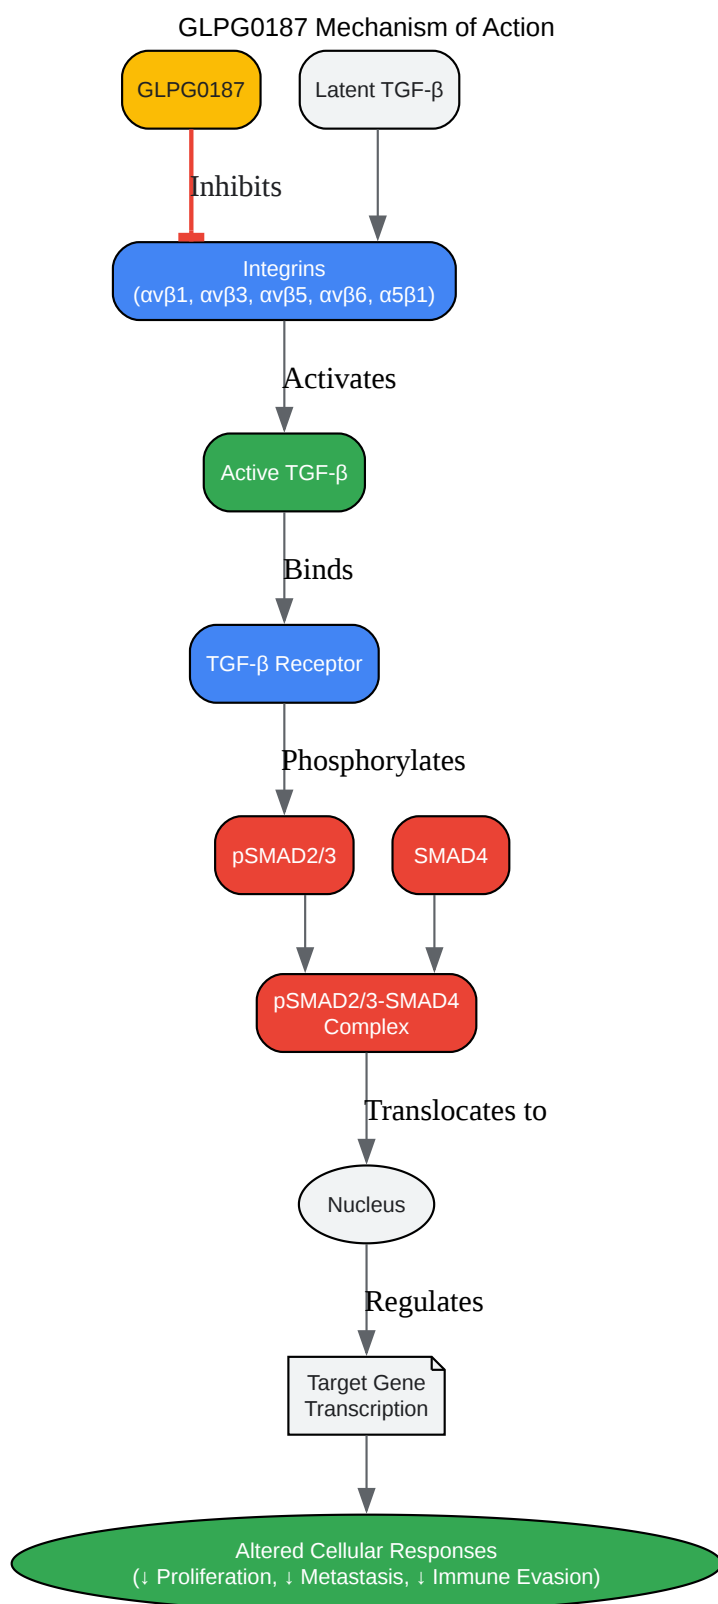 GLPG0187 Mechanism of Action
GLPG0187
Latent TGF-β
Inhibits
Integrins
(αvβ1, αvβ3, αvβ5, αvβ6, α5β1)
Activates
Active TGF-β
Binds
TGF-β Receptor
Phosphorylates
pSMAD2/3
SMAD4
pSMAD2/3-SMAD4
Complex
Translocates to
Nucleus
Regulates
Target Gene
Transcription
Altered Cellular Responses
(↓ Proliferation, ↓ Metastasis, ↓ Immune Evasion)